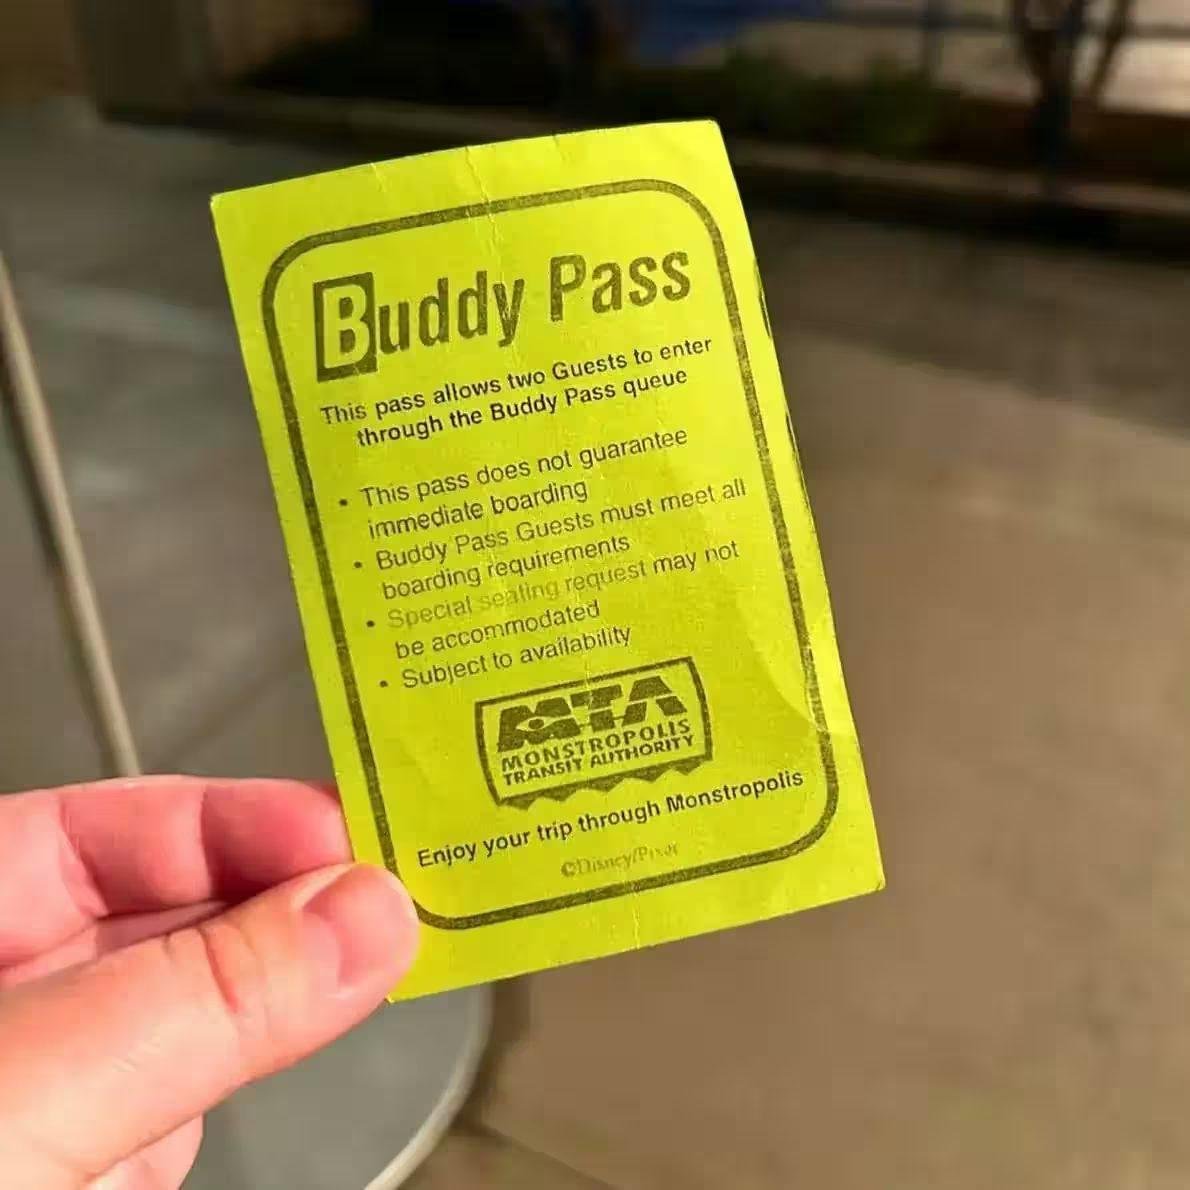 Buddy Pass
This pass allows two Guests to enter
through the Buddy Pass queue
• This pass does not guarantee
immediate boarding
• Buddy Pass Guests must meet all
boarding requirements
• Special seating request may not
be accommodated
• Subject to availability
MTA
MONSTROPOLIS
TRANSIT AUTHORITY
Enjoy your trip through Monstropolis
©Disney/Pixar